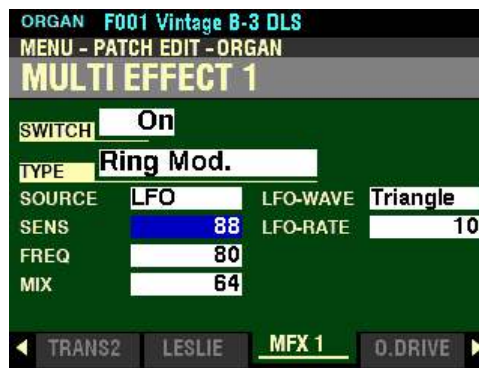 ORGAN F001 Vintage B-3 DLS
MENU - PATCH EDIT - ORGAN
MULTI EFFECT 1
SWITCH On
TYPE Ring Mod.
SOURCE LFO LFO-WAVE Triangle
SENS 88 LFO-RATE 10
FREQ 80
MIX 64
TRANS2 LESLIE MFX 1 O.DRIVE